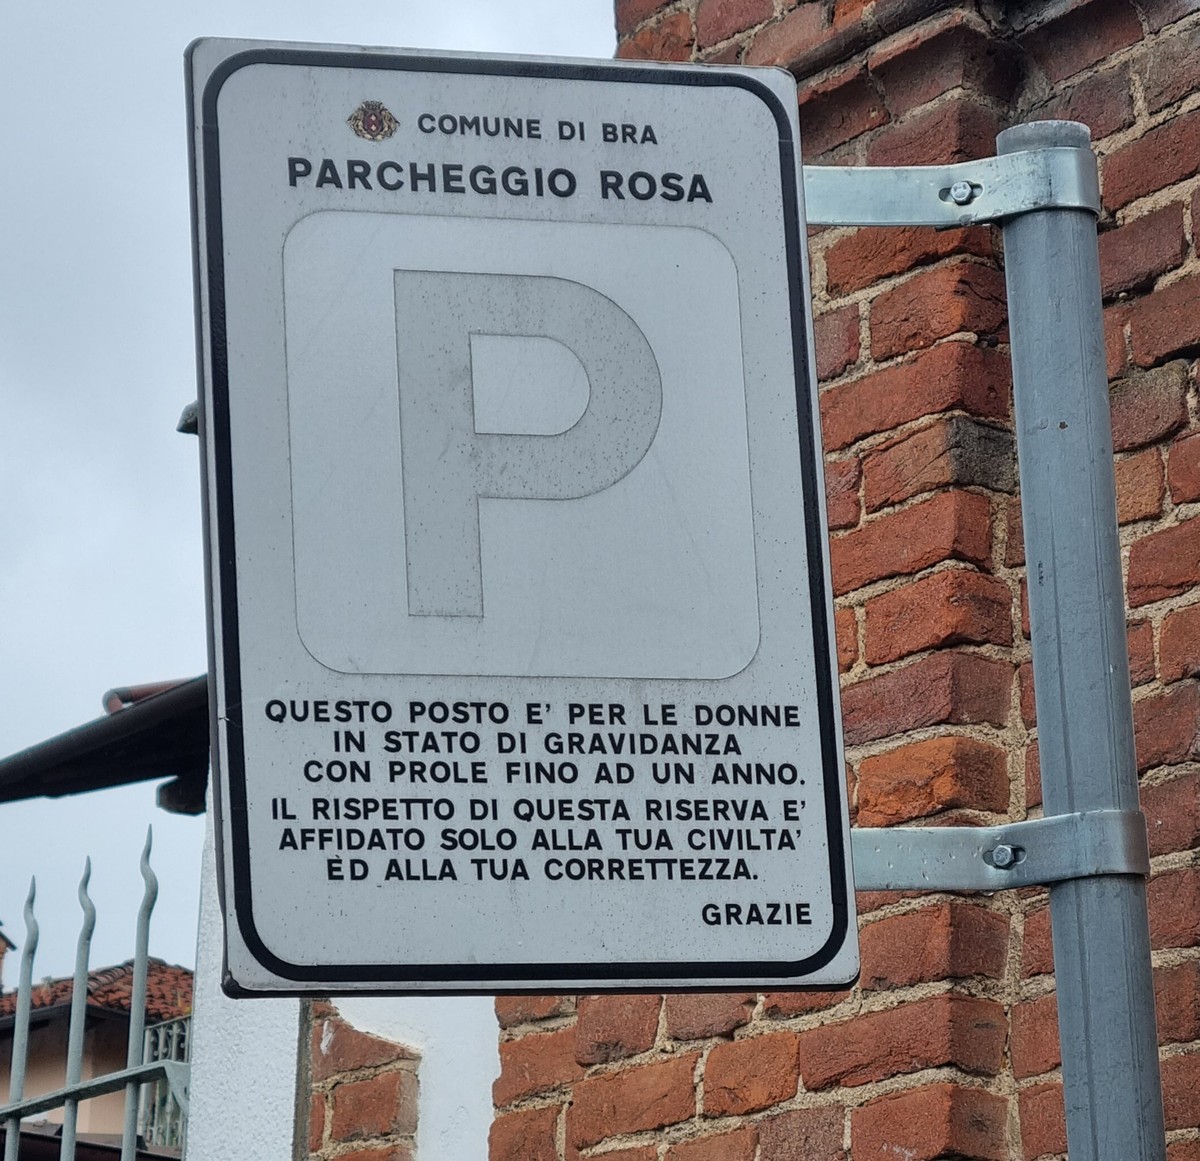 COMUNE DI BRA
PARCHEGGIO ROSA
P
QUESTO POSTO E' PER LE DONNE
IN STATO DI GRAVIDANZA
CON PROLE FINO AD UN ANNO.
IL RISPETTO DI QUESTA RISERVA E'
AFFIDATO SOLO ALLA TUA CIVILTA'
ED ALLA TUA CORRETTEZZA.
GRAZIE